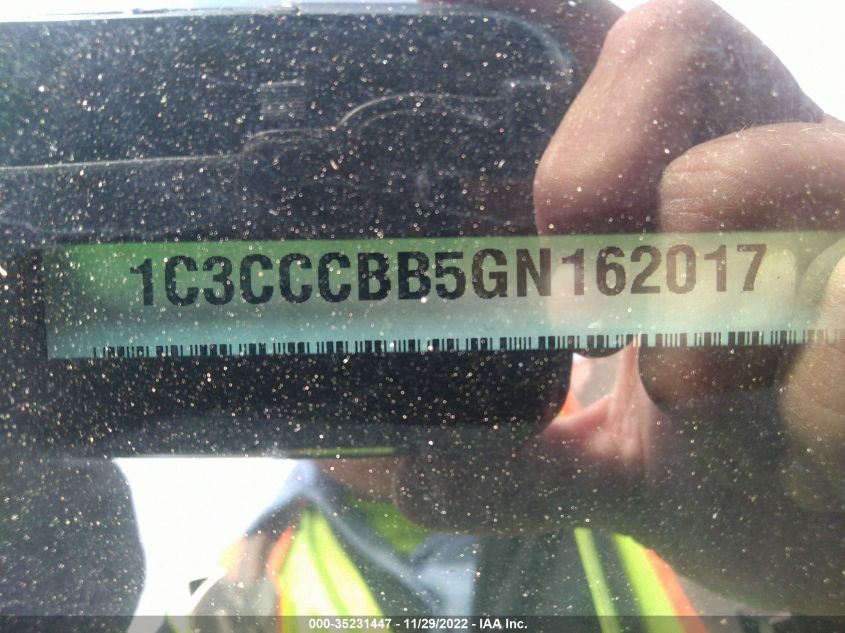 1C3CCCBB5GN162017
000-35231447 - 11/29/2022 - IAA Inc.